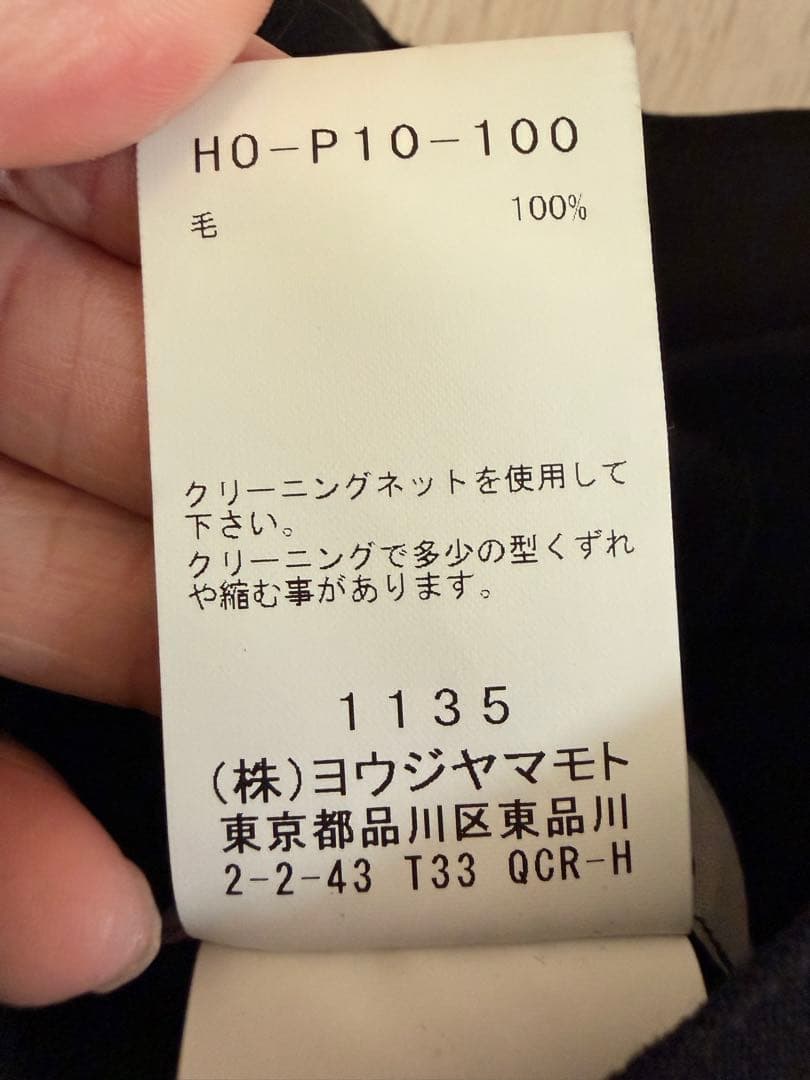 HO-P10-100
毛 100%
クリーニングネットを使用して
下さい。
クリーニングで多少の型くずれ
や縮む事があります。
1135
(株)ヨウジヤマモト
東京都品川区東品川
2-2-43 T33 QCR-H